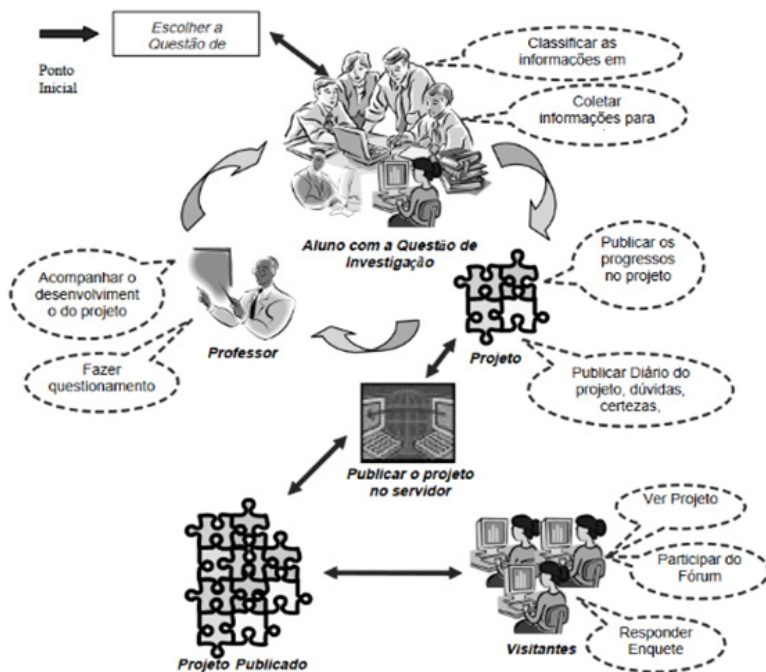 Escolher a
Questão de
Ponto
Inicial
Classificar as
informações em
Coletar
informações para
Aluno com a Questão de
Investigação
Publicar os
progressos
no projeto
Acompanhar o
desenvolviment
o do projeto
Professor
Projeto
Fazer
questionamento
Publicar Diário do
projeto, dúvidas,
certezas,
Publicar o projeto
no servidor
Ver Projeto
Participar do
Fórum
Responder
Enquete
Visitantes
Projeto Publicado